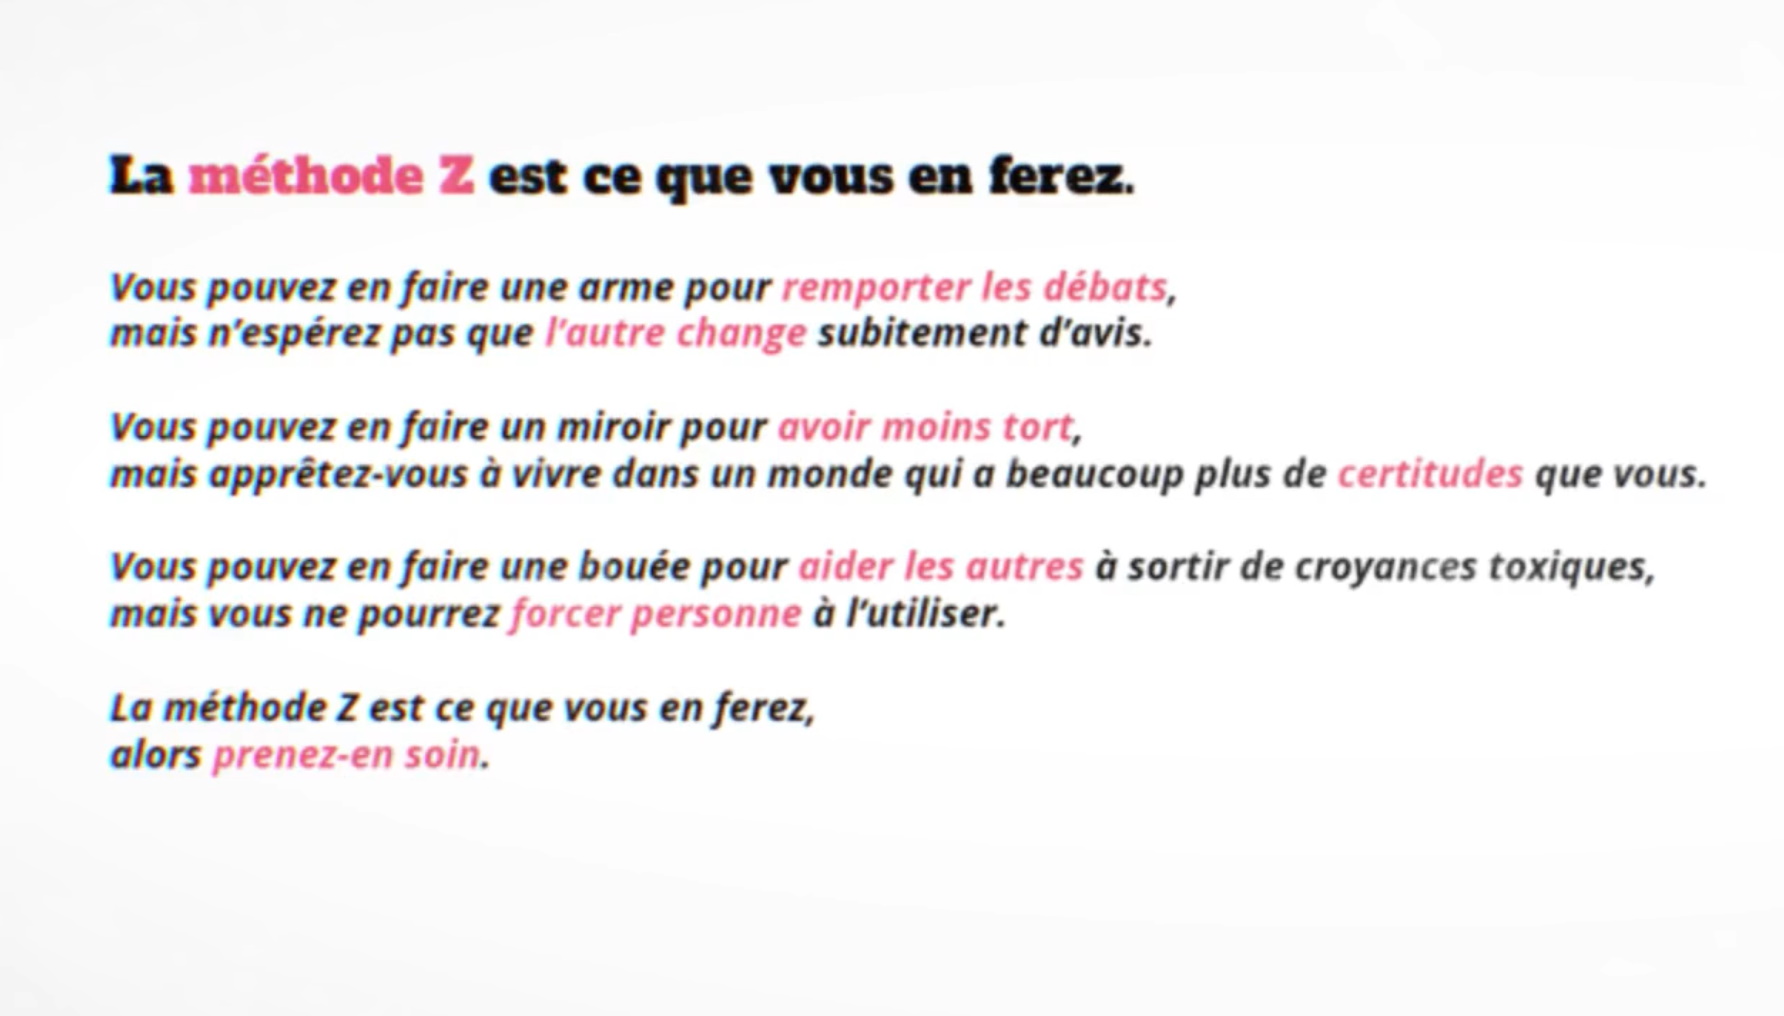 La méthode Z est ce que vous en ferez.
Vous pouvez en faire une arme pour remporter les débats,
mais n’espérez pas que l’autre change subitement d’avis.
Vous pouvez en faire un miroir pour avoir moins tort,
mais apprêtez-vous à vivre dans un monde qui a beaucoup plus de certitudes que vous.
Vous pouvez en faire une bouée pour aider les autres à sortir de croyances toxiques,
mais vous ne pourrez forcer personne à l’utiliser.
La méthode Z est ce que vous en ferez,
alors prenez-en soin.